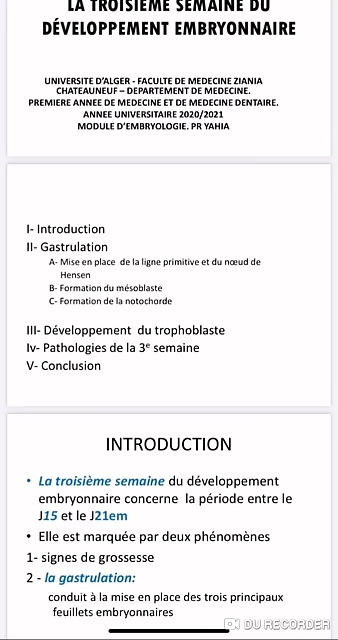 LA TROISIÈME SEMAINE DU
DÉVELOPPEMENT EMBRYONNAIRE
UNIVERSITE D'ALGER - FACULTE DE MEDECINE ZIANIA
CHATEAUNEUF – DEPARTEMENT DE MEDECINE.
PREMIERE ANNEE DE MEDECINE ET DE MEDECINE DENTAIRE.
ANNEE UNIVERSITAIRE 2020/2021
MODULE D'EMBRYOLOGIE. PR YAHIA
I- Introduction
II- Gastrulation
A- Mise en place de la ligne primitive et du nœud de
Hensen
B- Formation du mésoblaste
C- Formation de la notochorde
III- Développement du trophoblaste
Iv- Pathologies de la 3e semaine
V- Conclusion
INTRODUCTION
• La troisième semaine du développement
embryonnaire concerne la période entre le
J15 et le J21em
• Elle est marquée par deux phénomènes
1- signes de grossesse
2 - la gastrulation:
conduit à la mise en place des trois principaux
feuillets embryonnaires
DU RECORDER